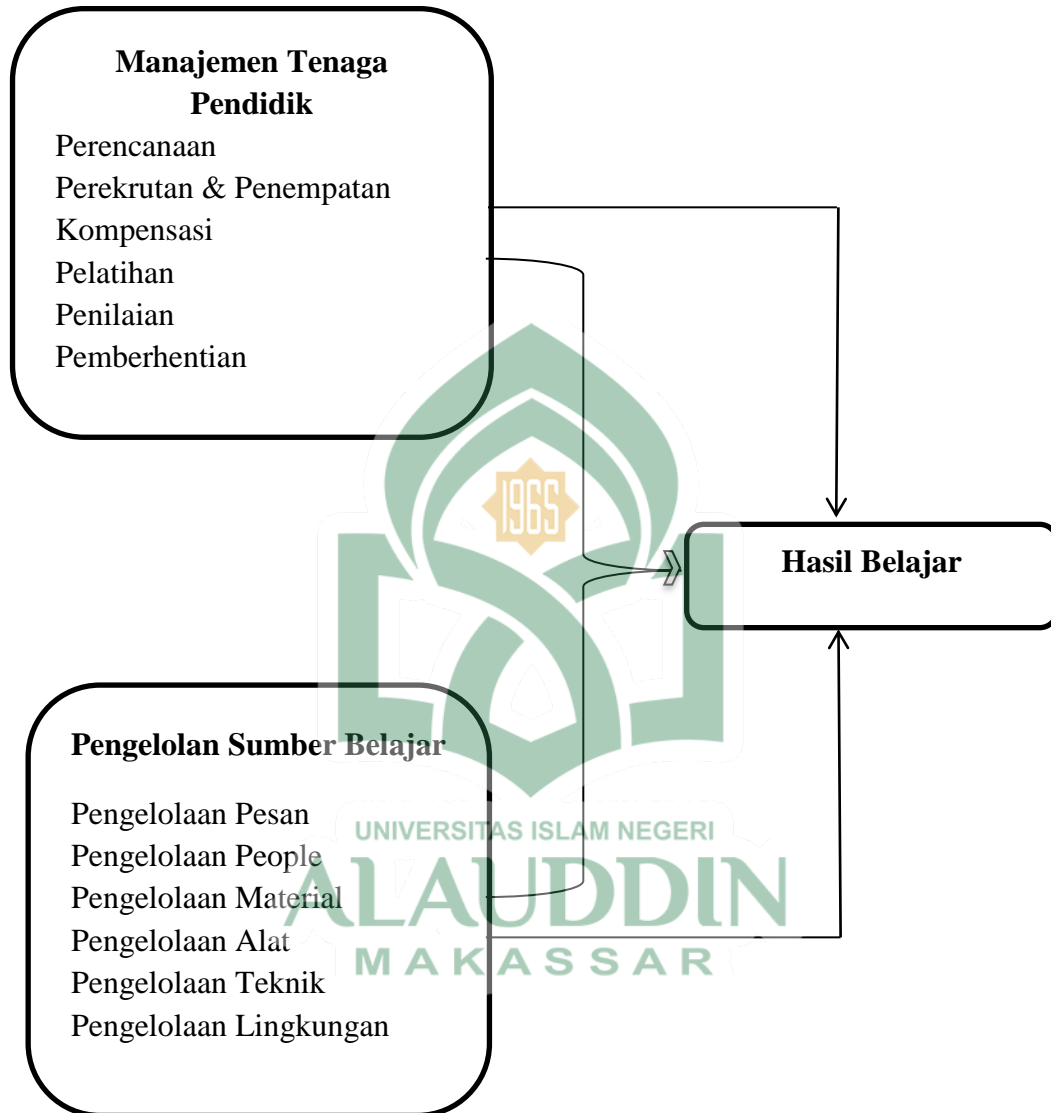 Manajemen Tenaga
Pendidik
Perencanaan
Perekrutan & Penempatan
Kompensasi
Pelatihan
Penilaian
Pemberhentian
1965
Hasil Belajar
Pengelolan Sumber Belajar
Pengelolaan Pesan
Pengelolaan People
Pengelolaan Material
Pengelolaan Alat
Pengelolaan Teknik
Pengelolaan Lingkungan
UNIVERSITAS ISLAM NEGERI
ALAUDDIN
MAKASSAR